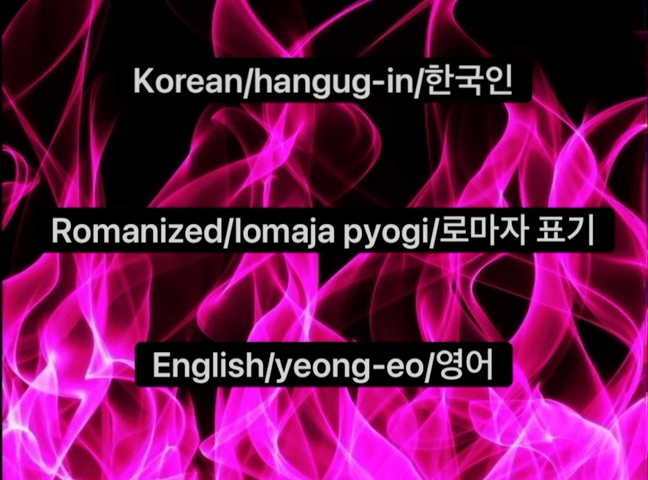 Korean/hangug-in/한국인
Romanized/lomaja pyogi/로마자 표기
English/yeong-eo/영어